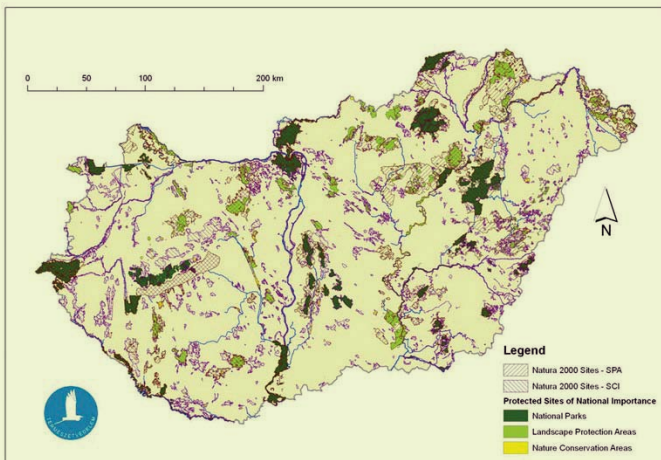 0 50 100 200 km
N
Legend
Natura 2000 Sites - SPA
Natura 2000 Sites - SCI
Protected Sites of National Importance
National Parks
Landscape Protection Areas
Nature Conservation Areas
TERMÉSZETVÉDELEM